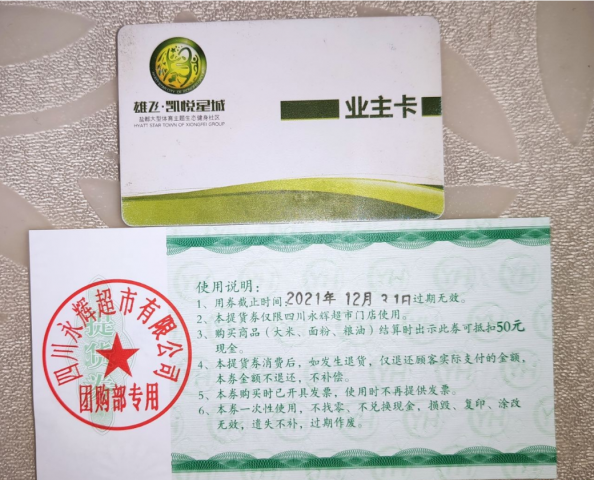 雄飞·凯悦星城
盐都大型体育主题生态健身社区
HYATT STAR TOWN OF XIONGFEI GROUP
业主卡
四川永辉超市有限公司
团购部专用
提货券
使用说明：
1、用券截止时间：2021年 12月 31日过期无效。
2、本提货券仅限四川永辉超市门店使用。
3、购买商品（大米、面粉、粮油）结算时出示此券可抵扣50元
现金。
4、本提货券消费后，如发生退货，仅退还顾客实际支付的金额，
本券金额不退还，不补偿。
5、本券购买时已开具发票，使用时不再提供发票。
6、本券一次性使用，不找零、不兑换现金，损毁、复印、涂改
无效，遗失不补，过期作废。